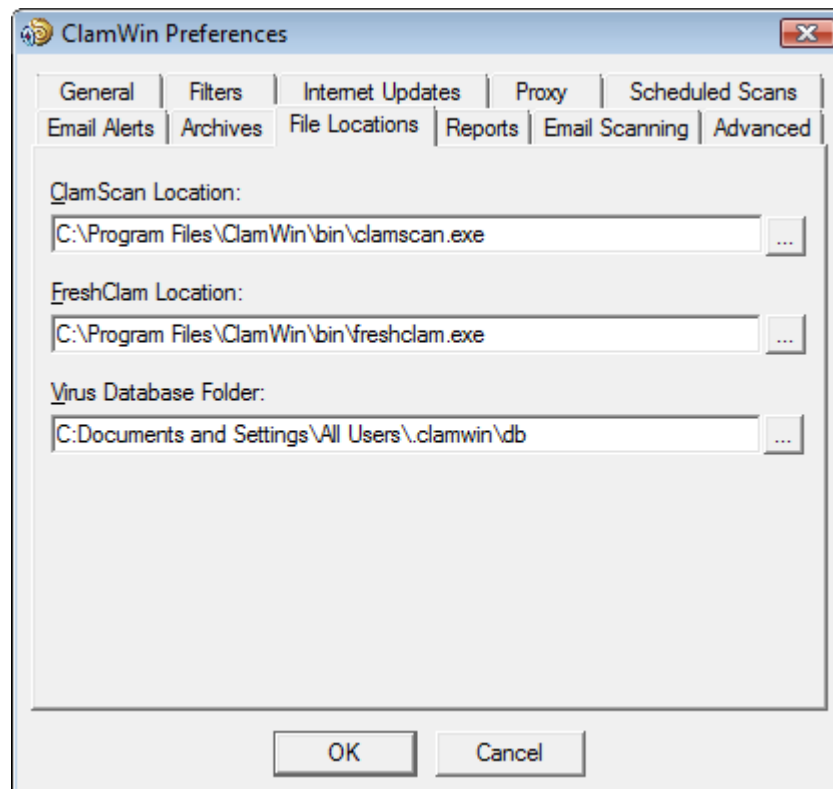 ClamWin Preferences
General Filters Internet Updates Proxy Scheduled Scans
Email Alerts Archives File Locations Reports Email Scanning Advanced
ClamScan Location:
C:\Program Files\ClamWin\bin\clamscan.exe ...
FreshClam Location:
C:\Program Files\ClamWin\bin\freshclam.exe ...
Virus Database Folder:
C:Documents and Settings\All Users\.clamwin\db ...
OK Cancel